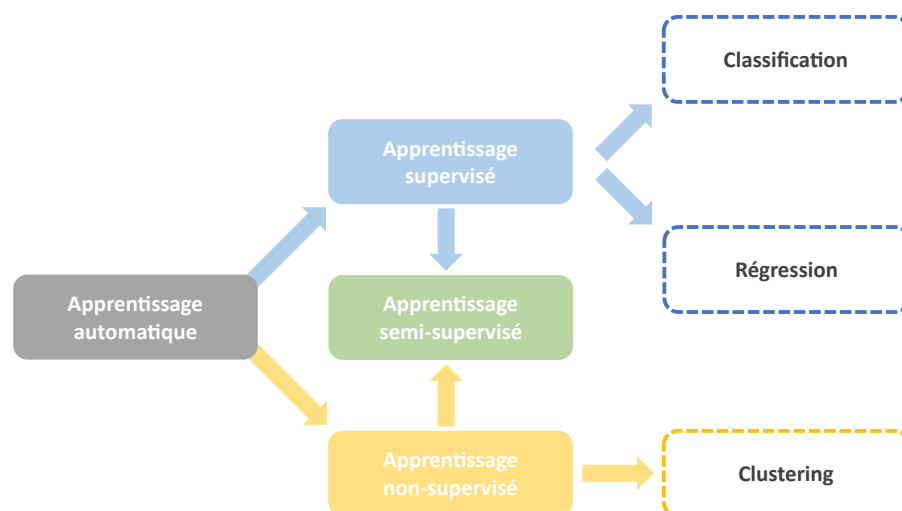 Classification
Apprentissage
supervisé
Régression
Apprentissage
automatique
Apprentissage
semi-supervisé
Apprentissage
non-supervisé
Clustering